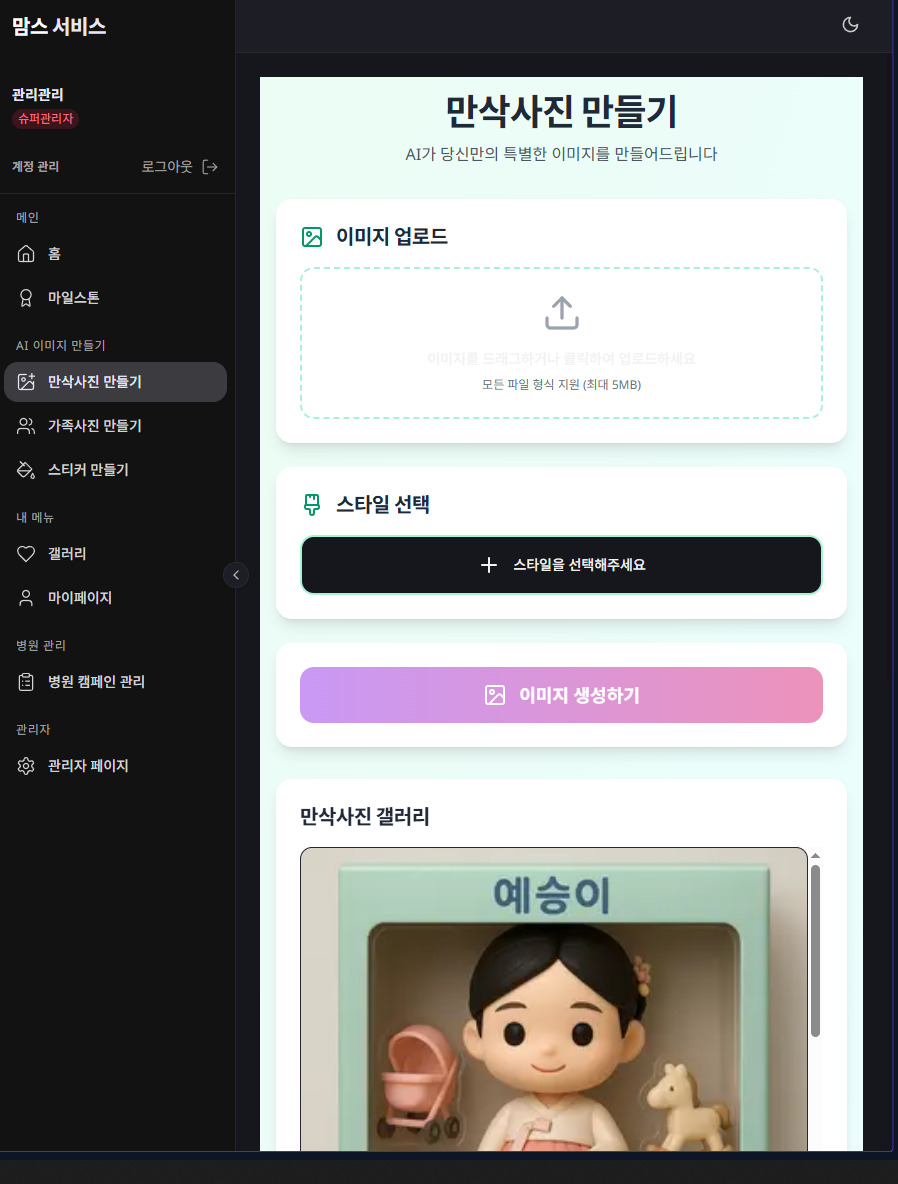 맘스 서비스
관리관리
슈퍼관리자
계정 관리
로그아웃
메인
홈
마일스톤
AI 이미지 만들기
만삭사진 만들기
가족사진 만들기
스티커 만들기
내 메뉴
갤러리
마이페이지
병원 관리
병원 캠페인 관리
관리자
관리자 페이지
만삭사진 만들기
AI가 당신만의 특별한 이미지를 만들어드립니다
이미지 업로드
이미지를 드래그하거나 클릭하여 업로드하세요
모든 파일 형식 지원 (최대 5MB)
스타일 선택
스타일을 선택해주세요
이미지 생성하기
만삭사진 갤러리
예승이